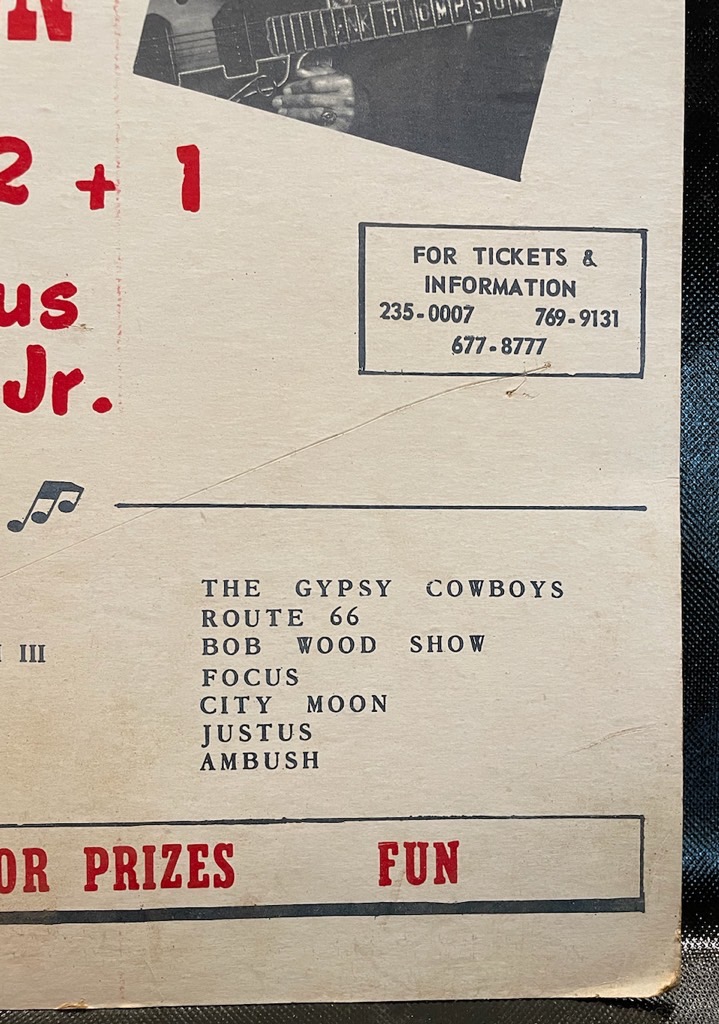 N
THOMPSON
2 + 1
us
Jr.
FOR TICKETS &
INFORMATION
235-0007 769-9131
677-8777
THE GYPSY COWBOYS
ROUTE 66
BOB WOOD SHOW
III
FOCUS
CITY MOON
JUSTUS
AMBUSH
OR PRIZES FUN